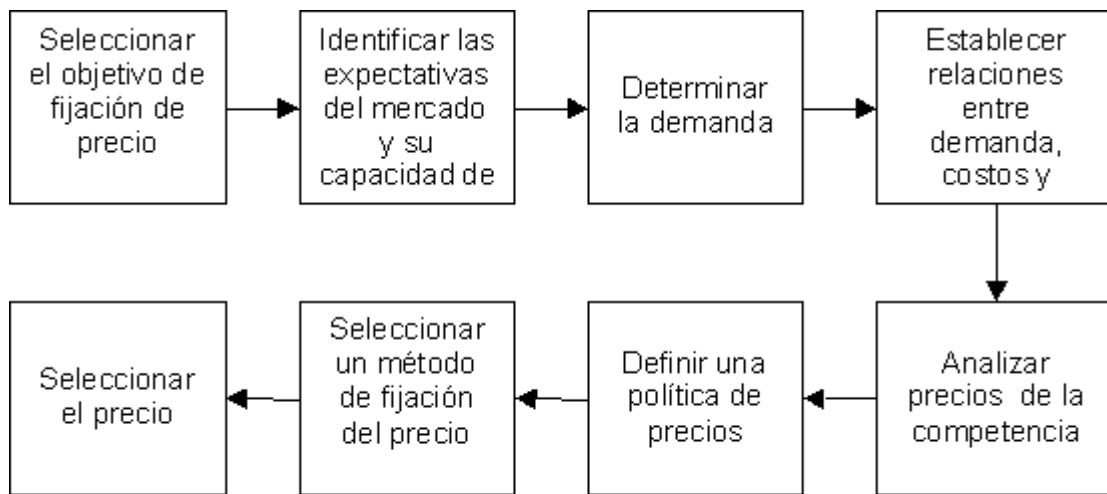 Seleccionar
el objetivo de
fijación de
precio
Identificar las
expectativas
del mercado
y su
capacidad de
Determinar
la demanda
Establecer
relaciones
entre
demanda,
costos y
Analizar
precios de la
competencia
Definir una
política de
precios
Seleccionar
un método
de fijación
del precio
Seleccionar
el precio